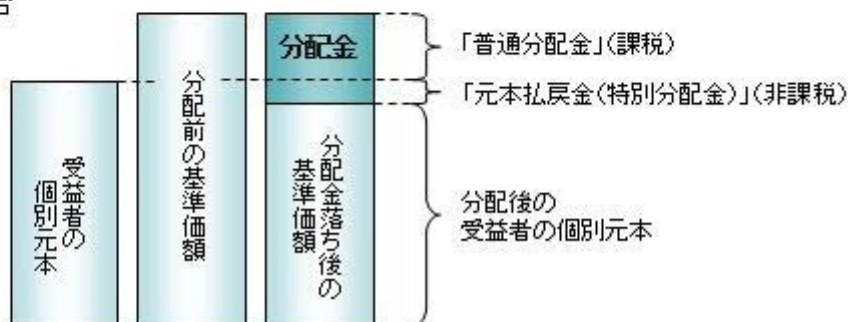 受益者の
個別元本
分配前の基準価額
分配金
分配金落ち後の
基準価額
「普通分配金」(課税)
「元本払戻金(特別分配金)」(非課税)
分配後の
受益者の個別元本